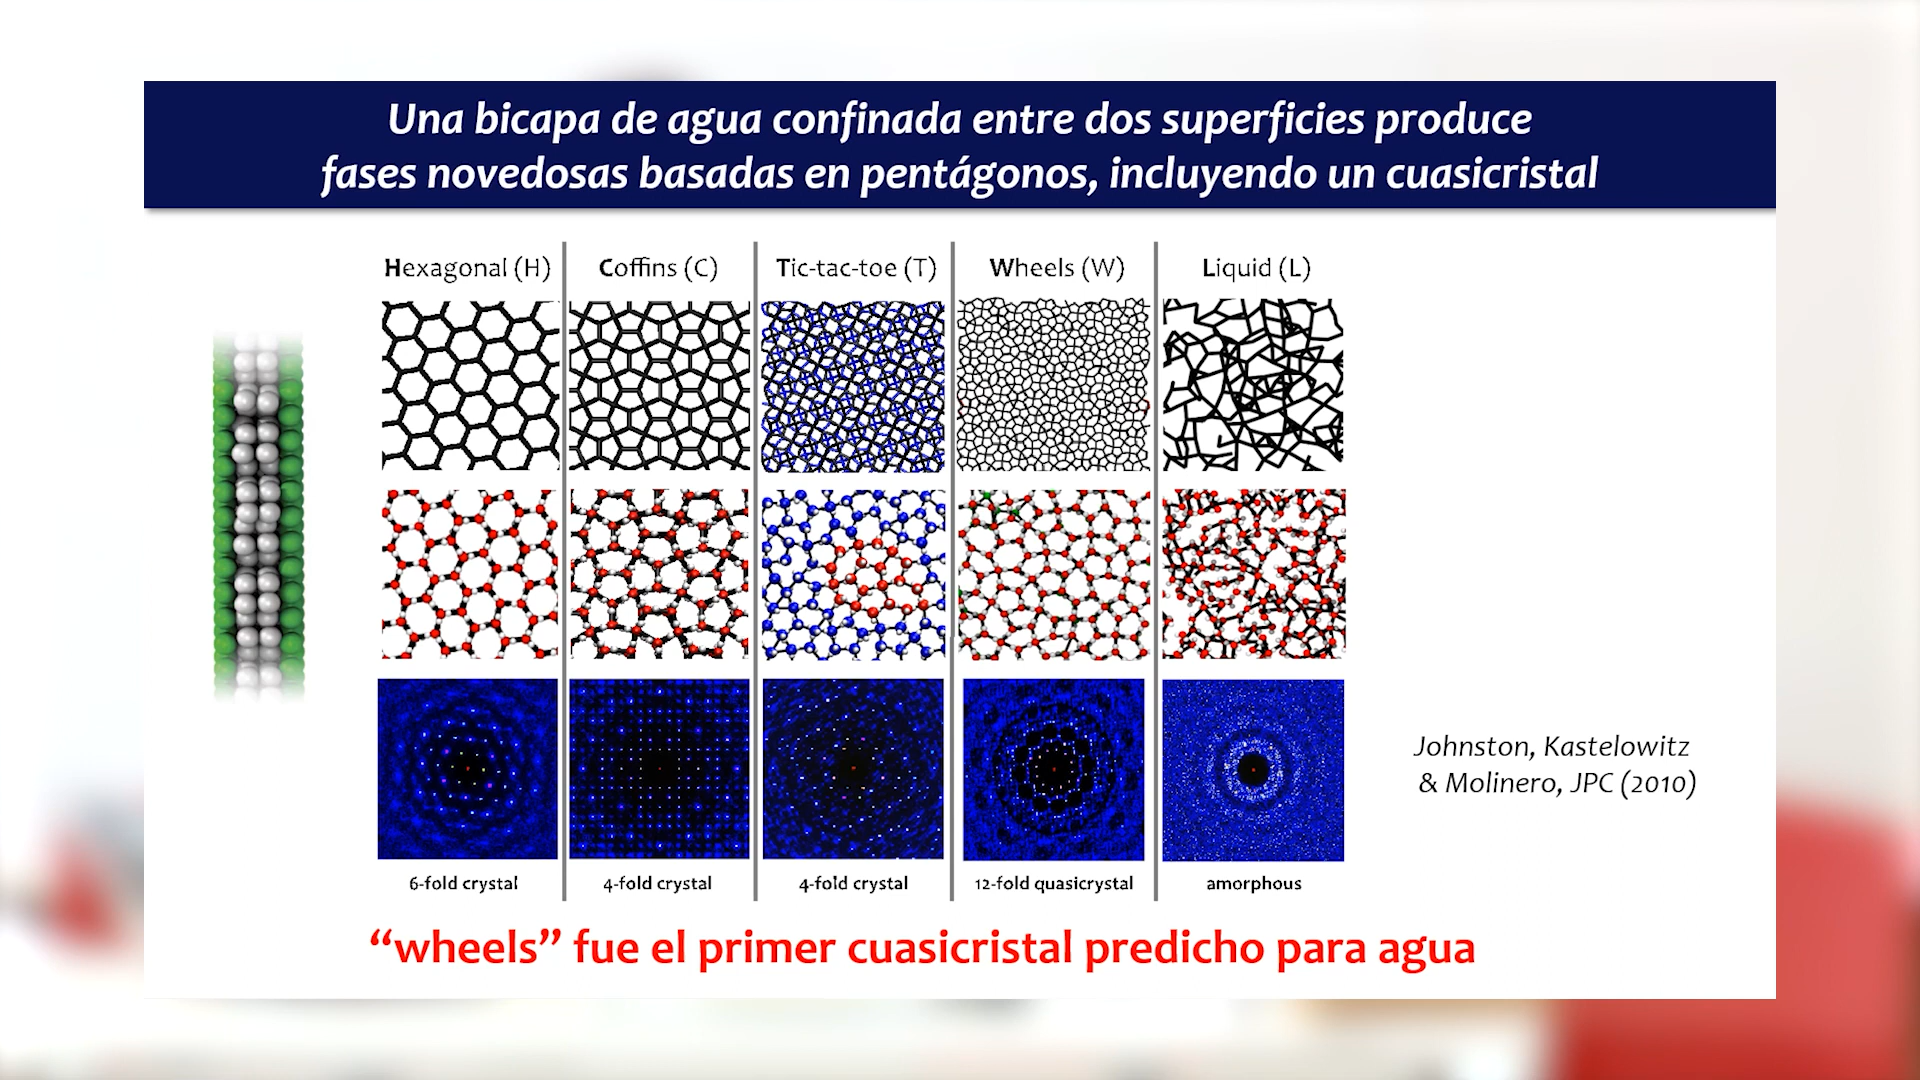 Una bicapa de agua confinada entre dos superficies produce
fases novedosas basadas en pentágonos, incluyendo un cuasicristal
Hexagonal (H)
Coffins (C)
Tic-tac-toe (T)
Wheels (W)
Liquid (L)
6-fold crystal
4-fold crystal
4-fold crystal
12-fold quasicrystal
amorphous
Johnston, Kastelowitz
& Molinero, JPC (2010)
“wheels” fue el primer cuasicristal predicho para agua